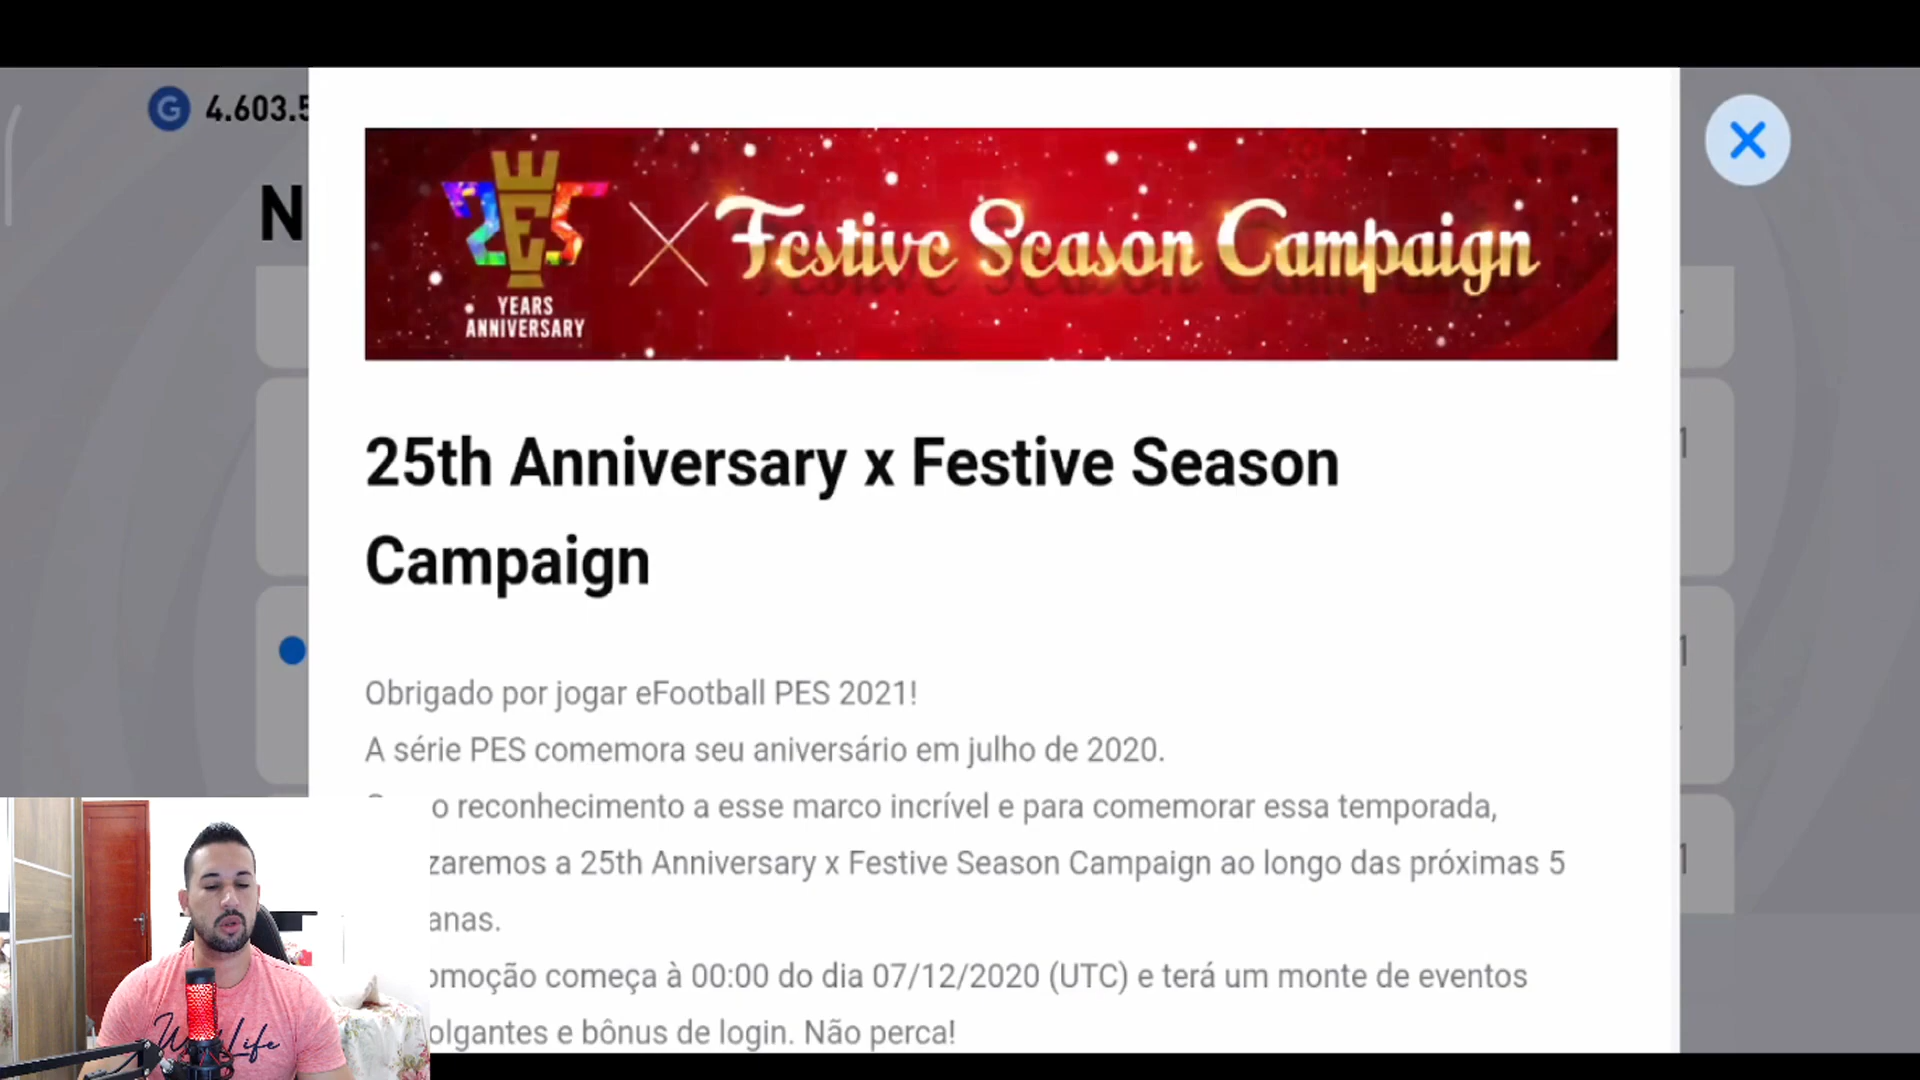 G 4.603.5
N
25
PES
YEARS
ANNIVERSARY
Festive Season Campaign
25th Anniversary x Festive Season
Campaign
Obrigado por jogar eFootball PES 2021!
A série PES comemora seu aniversário em julho de 2020.
o reconhecimento a esse marco incrível e para comemorar essa temporada,
zaremos a 25th Anniversary x Festive Season Campaign ao longo das próximas 5
anas.
omoção começa à 00:00 do dia 07/12/2020 (UTC) e terá um monte de eventos
olgantes e bônus de login. Não perca!
Life